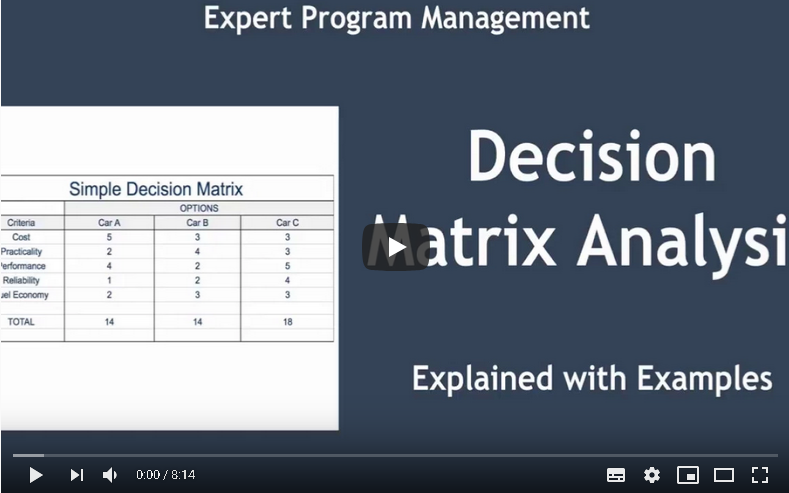 Expert Program Management
Decision
Matrix Analysi
Explained with Examples
Simple Decision Matrix
OPTIONS
Criteria Car A Car B Car C
Cost 5 3 3
Practicality 2 4 3
erformance 4 2 5
Reliability 1 2 4
uel Economy 2 3 3
TOTAL 14 14 18
0:00 / 8:14